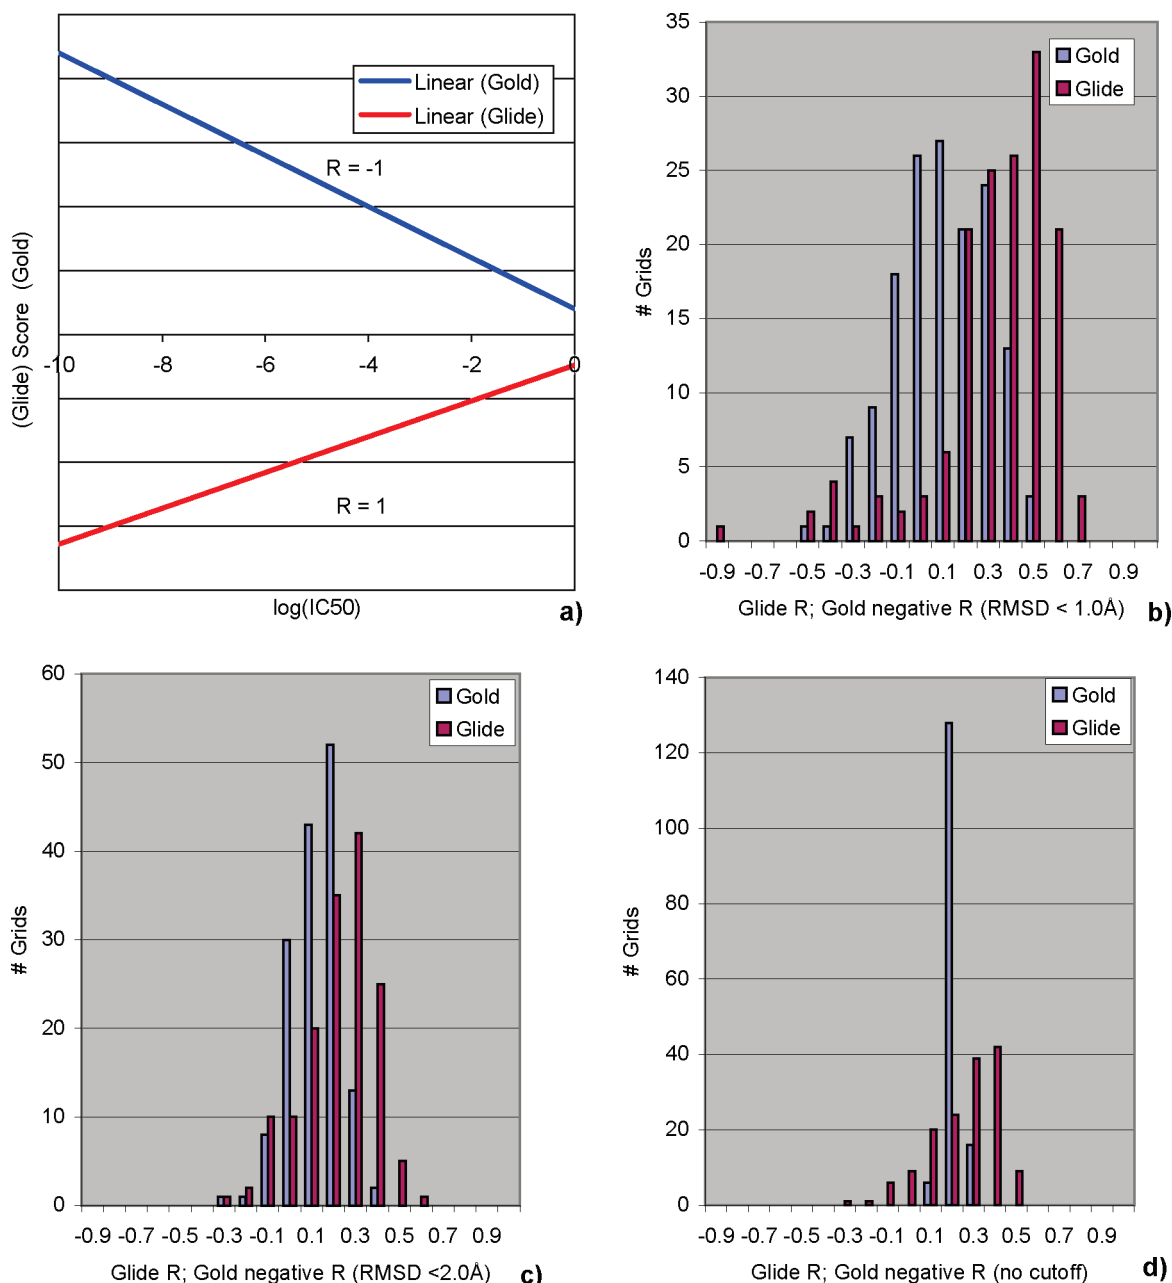 Linear (Gold)
Linear (Glide)
R = -1
(Glide) Score (Gold)
-10 -8 -6 -4 -2 0
R = 1
log(IC50)
a)
35
30
25
20
15
10
5
0
# Grids
Gold
Glide
-0.9 -0.7 -0.5 -0.3 -0.1 0.1 0.3 0.5 0.7 0.9
Glide R; Gold negative R (RMSD < 1.0Å)
b)
60
50
40
30
20
10
0
# Grids
Gold
Glide
-0.9 -0.7 -0.5 -0.3 -0.1 0.1 0.3 0.5 0.7 0.9
Glide R; Gold negative R (RMSD <2.0Å)
c)
140
120
100
80
60
40
20
0
# Grids
Gold
Glide
-0.9 -0.7 -0.5 -0.3 -0.1 0.1 0.3 0.5 0.7 0.9
Glide R; Gold negative R (no cutoff)
d)